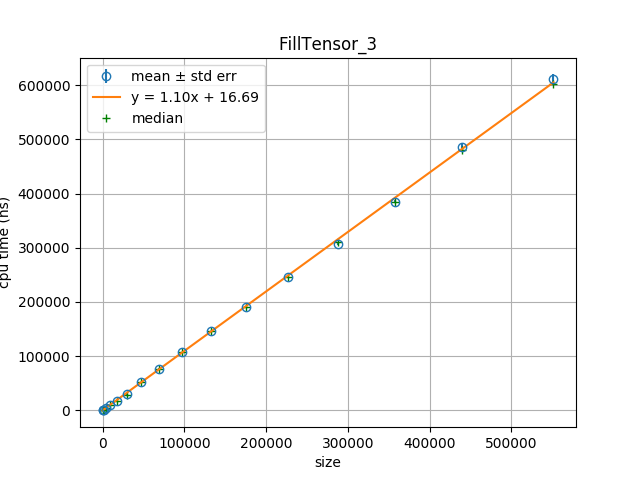 FillTensor_3
mean ± std err
y = 1.10x + 16.69
median
600000
500000
400000
300000
200000
100000
0
cpu time (ns)
0 100000 200000 300000 400000 500000
size